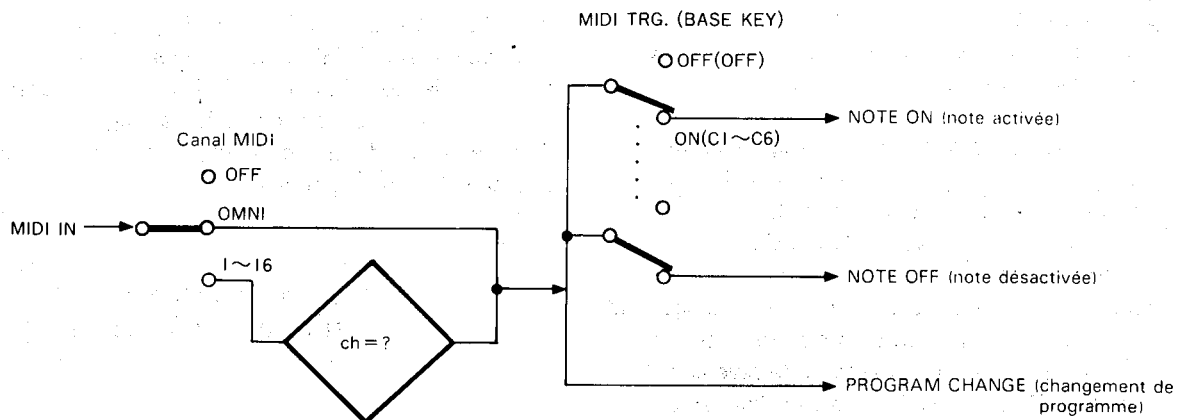 MIDI TRG. (BASE KEY)
OFF(OFF)
NOTE ON (note activée)
ON(C1~C6)
Canal MIDI
OFF
MIDI IN
OMNI
1~16
ch = ?
NOTE OFF (note désactivée)
PROGRAM CHANGE (changement de
programme)